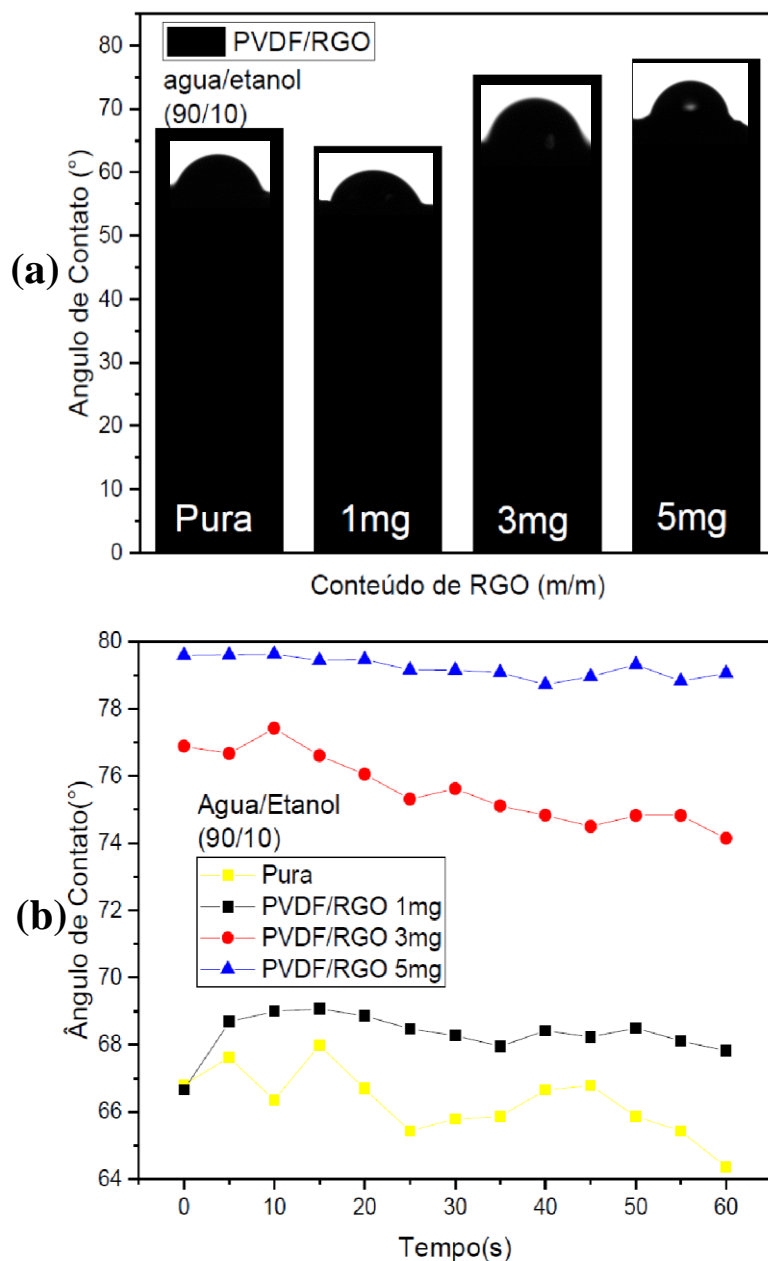 (a)
Angulo de Contato (°)
80
70
60
50
40
30
20
10
0
PVDF/RGO
agua/etanol
(90/10)
Pura
1mg
3mg
5mg
Conteúdo de RGO (m/m)
(b)
Ângulo de Contato(°)
80
78
76
74
72
70
68
66
64
Agua/Etanol
(90/10)
Pura
PVDF/RGO 1mg
PVDF/RGO 3mg
PVDF/RGO 5mg
0
10
20
30
40
50
60
Tempo(s)